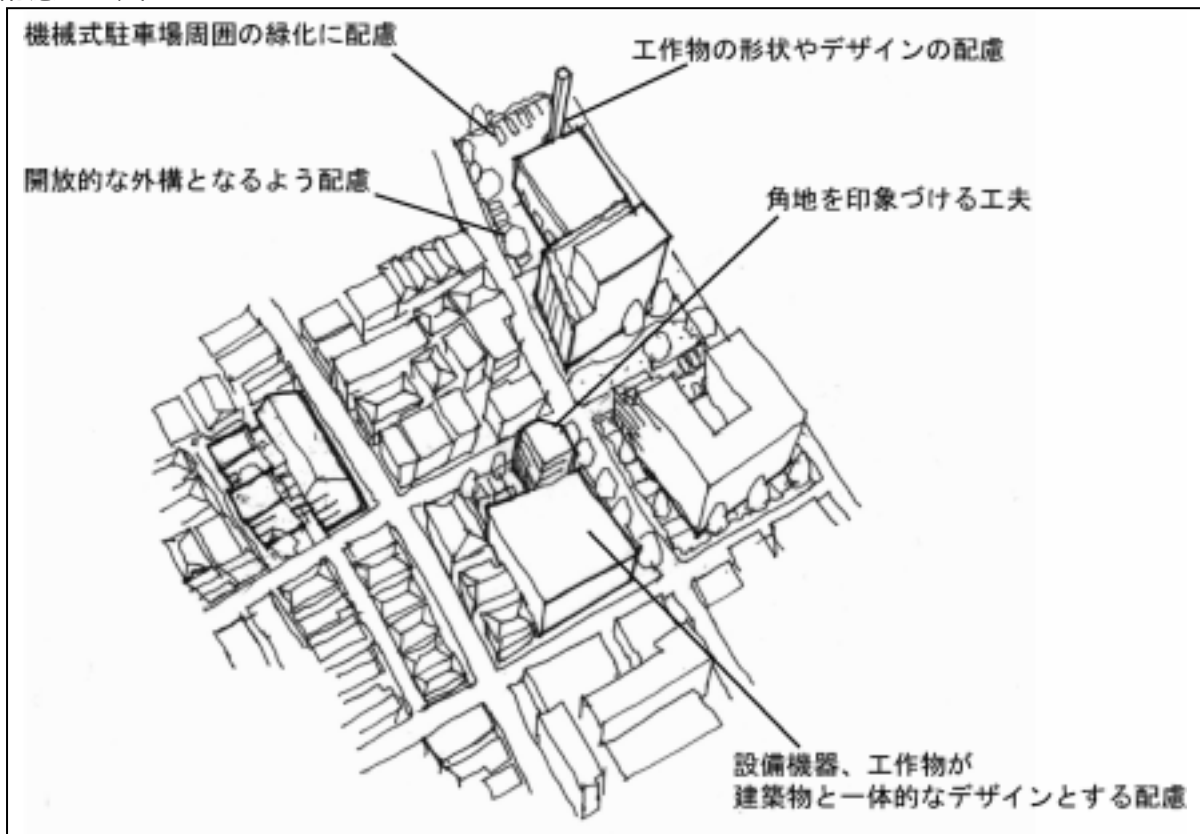 機械式駐車場周囲の緑化に配慮
工作物の形状やデザインの配慮
開放的な外構となるよう配慮
角地を印象づける工夫
設備機器、工作物が
建築物と一体的なデザインとする配慮